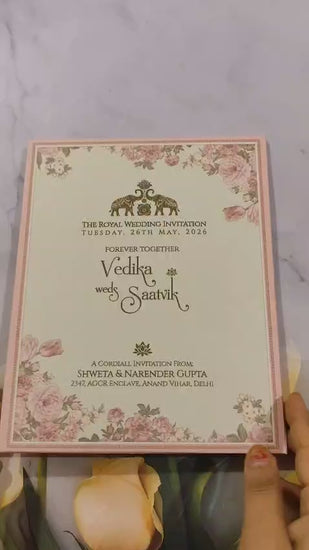 THE ROYAL WEDDING INVITATION
TUESDAY, 26TH MAY, 2026
FOREVER TOGETHER
Vedika
weds Saatvik
A CORDIALL INVITATION FROM:
SHWETA & NARENDER GUPTA
2347, AGCR ENCLAVE, ANAND VIHAR, DELHI